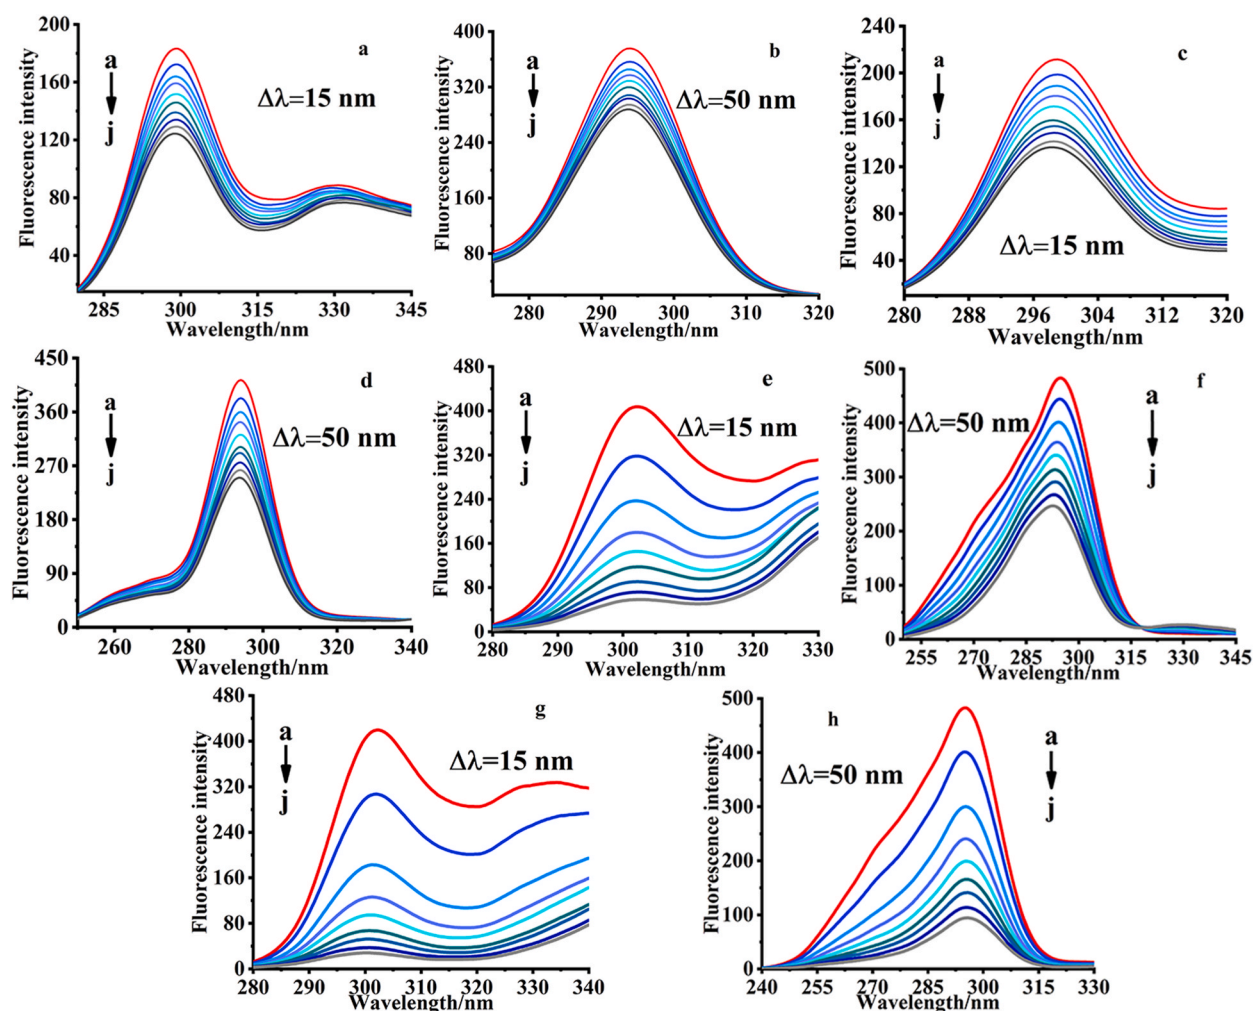 a
200
160
120
80
40
Fluorescence intensity
a
j
Δλ=15 nm
285 300 315 330 345
Wavelength/nm
b
400
320
240
160
80
Fluorescence intensity
a
j
Δλ=50 nm
280 290 300 310 320
Wavelength/nm
c
240
200
160
120
80
40
Fluorescence intensity
a
j
Δλ=15 nm
280 288 296 304 312 320
Wavelength/nm
d
450
360
270
180
90
0
Fluorescence intensity
a
j
Δλ=50 nm
260 280 300 320 340
Wavelength/nm
e
480
400
320
240
160
80
0
Fluorescence intensity
a
j
Δλ=15 nm
280 290 300 310 320 330
Wavelength/nm
f
500
400
300
200
100
0
Fluorescence intensity
Δλ=50 nm
a
j
255 270 285 300 315 330 345
Wavelength/nm
g
480
400
320
240
160
80
0
Fluorescence intensity
a
j
Δλ=15 nm
280 290 300 310 320 330 340
Wavelength/nm
h
500
400
300
200
100
0
Fluorescence intensity
Δλ=50 nm
a
j
240 255 270 285 300 315 330
Wavelength/nm